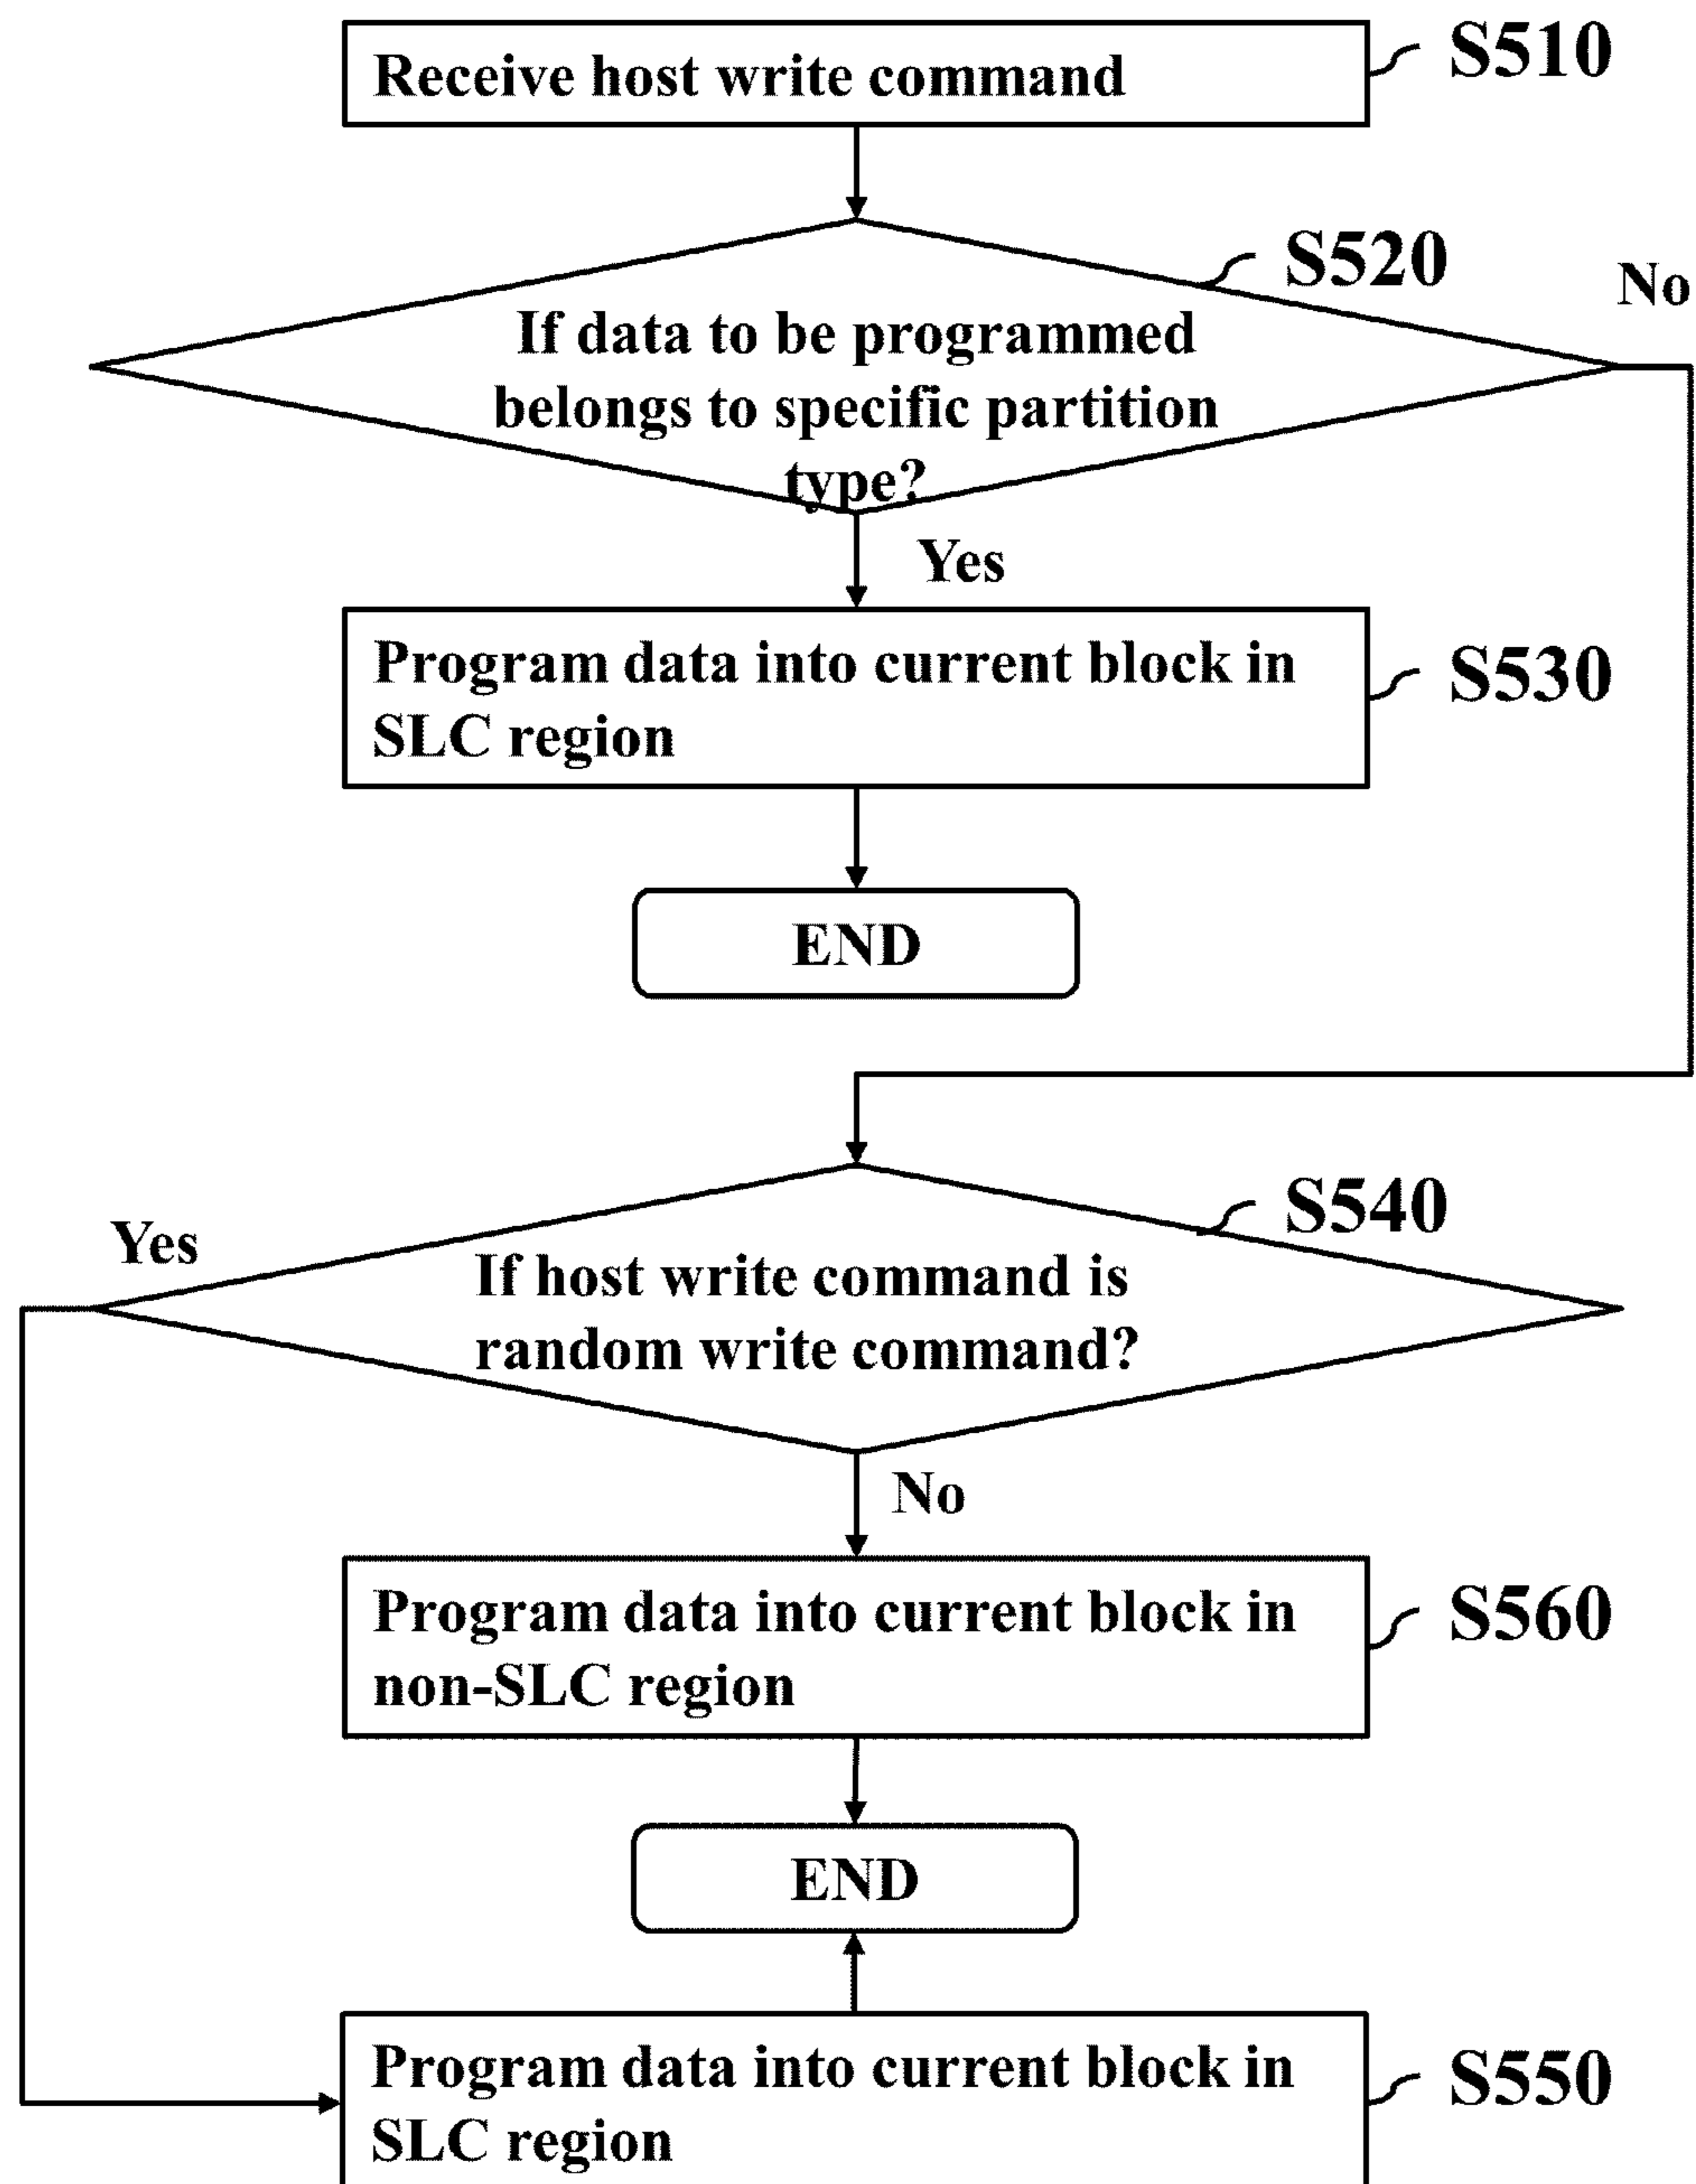 Receive host write command
S510
S520
No
If data to be programmed
belongs to specific partition
type?
Yes
Program data into current block in
SLC region
S530
END
S540
Yes
If host write command is
random write command?
No
Program data into current block in
non-SLC region
S560
END
Program data into current block in
SLC region
S550